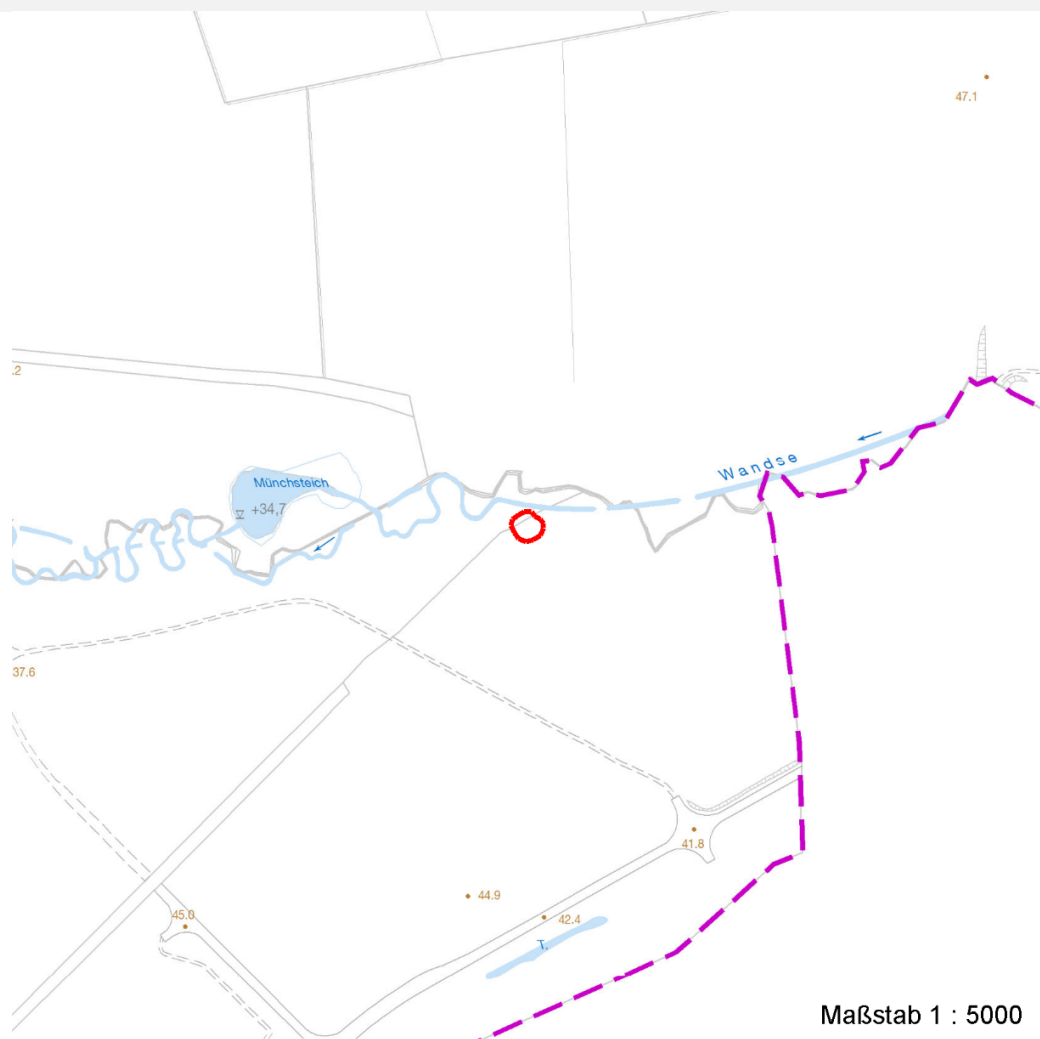 47.1
.2
Wandse
Münchsteich
+34,7
37.6
41.8
44.9
42.4
45.0
T.
Maßstab 1 : 5000